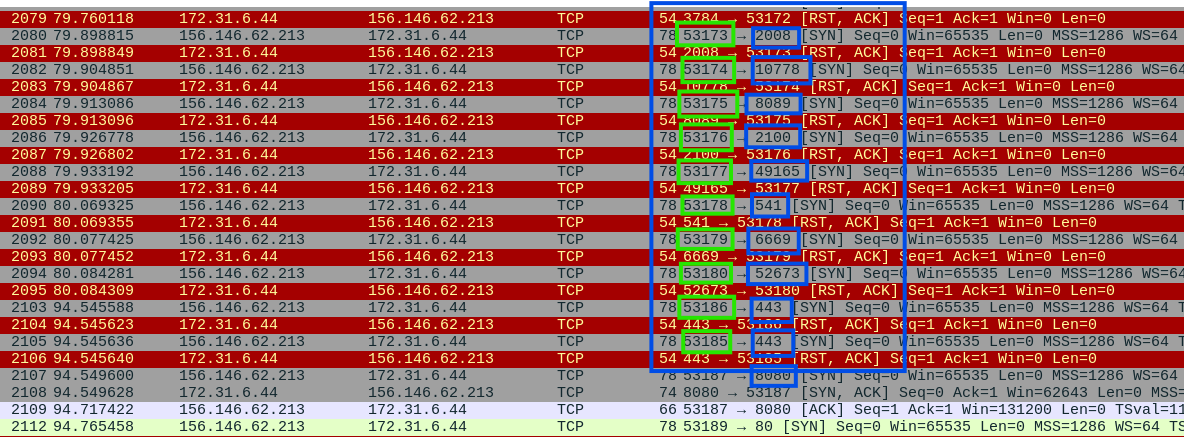 2079 79.760118 172.31.6.44 156.146.62.213 TCP 54 3784 → 53172 [RST, ACK] Seq=1 Ack=1 Win=0 Len=0
2080 79.898815 156.146.62.213 172.31.6.44 TCP 78 53173 → 2008 [SYN] Seq=0 Win=65535 Len=0 MSS=1286 WS=64
2081 79.898849 172.31.6.44 156.146.62.213 TCP 54 2008 → 53173 [RST, ACK] Seq=1 Ack=1 Win=0 Len=0
2082 79.904851 156.146.62.213 172.31.6.44 TCP 78 53174 → 10778 [SYN] Seq=0 Win=65535 Len=0 MSS=1286 WS=64
2083 79.904867 172.31.6.44 156.146.62.213 TCP 54 10778 → 53174 [RST, ACK] Seq=1 Ack=1 Win=0 Len=0
2084 79.913086 156.146.62.213 172.31.6.44 TCP 78 53175 → 8089 [SYN] Seq=0 Win=65535 Len=0 MSS=1286 WS=64
2085 79.913096 172.31.6.44 156.146.62.213 TCP 54 8089 → 53175 [RST, ACK] Seq=1 Ack=1 Win=0 Len=0
2086 79.926778 156.146.62.213 172.31.6.44 TCP 78 53176 → 2100 [SYN] Seq=0 Win=65535 Len=0 MSS=1286 WS=64
2087 79.926802 172.31.6.44 156.146.62.213 TCP 54 2100 → 53176 [RST, ACK] Seq=1 Ack=1 Win=0 Len=0
2088 79.933192 156.146.62.213 172.31.6.44 TCP 78 53177 → 49165 [SYN] Seq=0 Win=65535 Len=0 MSS=1286 WS=64
2089 79.933205 172.31.6.44 156.146.62.213 TCP 54 49165 → 53177 [RST, ACK] Seq=1 Ack=1 Win=0 Len=0
2090 80.069325 156.146.62.213 172.31.6.44 TCP 78 53178 → 541 [SYN] Seq=0 Win=65535 Len=0 MSS=1286 WS=64 T
2091 80.069355 172.31.6.44 156.146.62.213 TCP 54 541 → 53178 [RST, ACK] Seq=1 Ack=1 Win=0 Len=0
2092 80.077425 156.146.62.213 172.31.6.44 TCP 78 53179 → 6669 [SYN] Seq=0 Win=65535 Len=0 MSS=1286 WS=64
2093 80.077452 172.31.6.44 156.146.62.213 TCP 54 6669 → 53179 [RST, ACK] Seq=1 Ack=1 Win=0 Len=0
2094 80.084281 156.146.62.213 172.31.6.44 TCP 78 53180 → 52673 [SYN] Seq=0 Win=65535 Len=0 MSS=1286 WS=64
2095 80.084309 172.31.6.44 156.146.62.213 TCP 54 52673 → 53180 [RST, ACK] Seq=1 Ack=1 Win=0 Len=0
2103 94.545588 156.146.62.213 172.31.6.44 TCP 78 53186 → 443 [SYN] Seq=0 Win=65535 Len=0 MSS=1286 WS=64 T
2104 94.545623 172.31.6.44 156.146.62.213 TCP 54 443 → 53186 [RST, ACK] Seq=1 Ack=1 Win=0 Len=0
2105 94.545636 156.146.62.213 172.31.6.44 TCP 78 53185 → 443 [SYN] Seq=0 Win=65535 Len=0 MSS=1286 WS=64 T
2106 94.545640 172.31.6.44 156.146.62.213 TCP 54 443 → 53185 [RST, ACK] Seq=1 Ack=1 Win=0 Len=0
2107 94.549600 156.146.62.213 172.31.6.44 TCP 78 53187 → 8080 [SYN] Seq=0 Win=65535 Len=0 MSS=1286 WS=64
2108 94.549628 172.31.6.44 156.146.62.213 TCP 74 8080 → 53187 [SYN, ACK] Seq=0 Ack=1 Win=62643 Len=0 MSS=
2109 94.717422 156.146.62.213 172.31.6.44 TCP 66 53187 → 8080 [ACK] Seq=1 Ack=1 Win=131200 Len=0 TSval=11
2112 94.765458 156.146.62.213 172.31.6.44 TCP 78 53189 → 80 [SYN] Seq=0 Win=65535 Len=0 MSS=1286 WS=64 TS